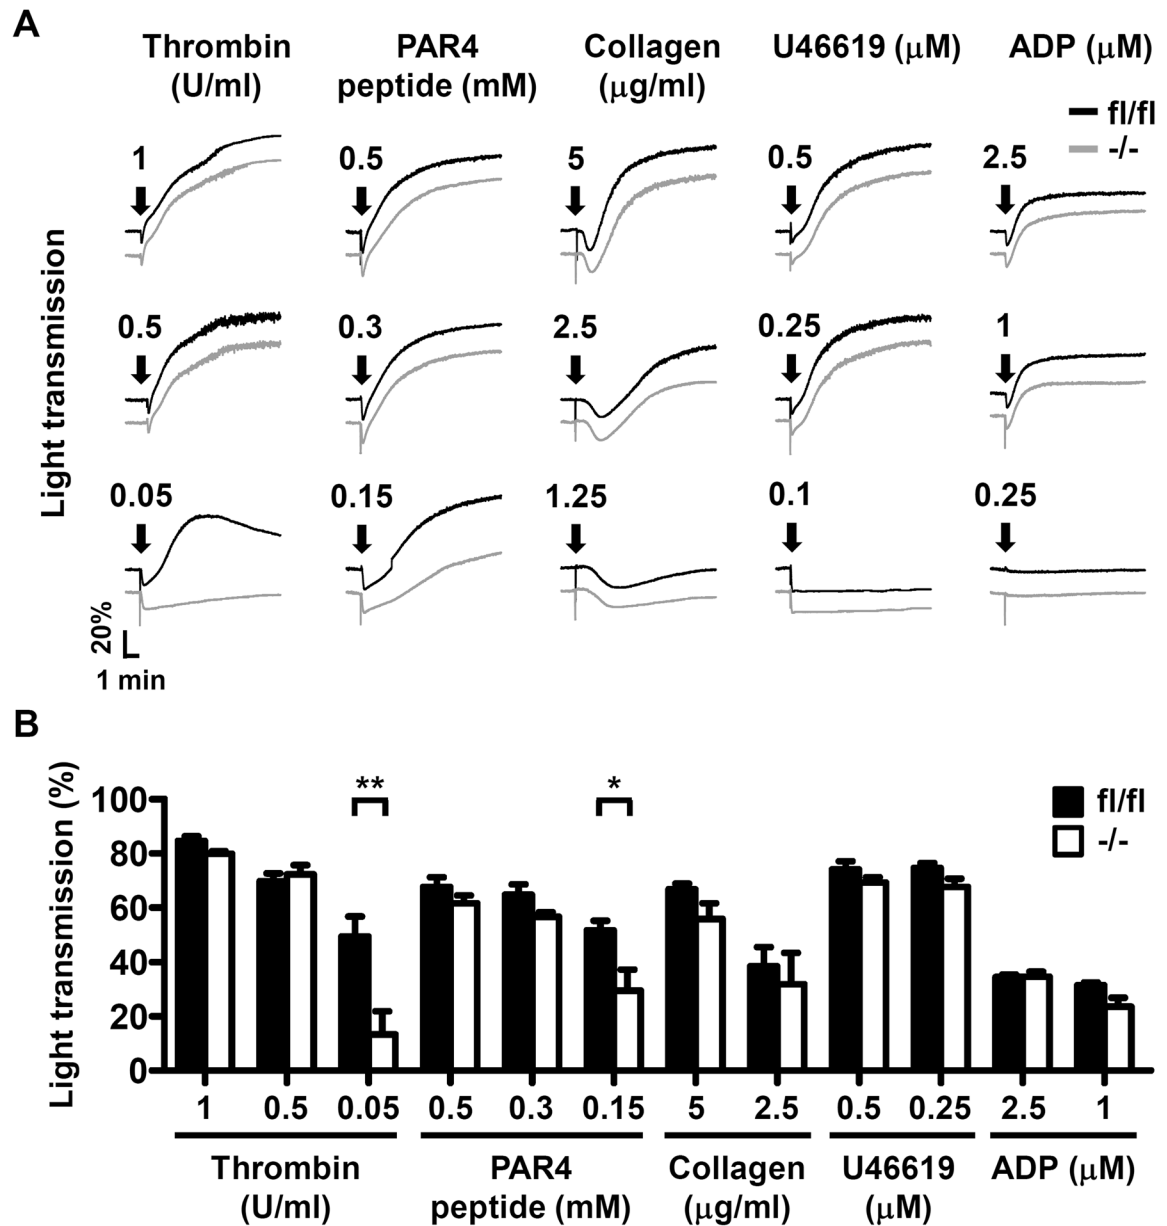 A
Thrombin
(U/ml)
PAR4
peptide (mM)
Collagen
(μg/ml)
U46619 (μM)
ADP (μM)
fl/fl
-/-
Light transmission
1
0.5
5
0.5
2.5
0.5
0.3
2.5
0.25
1
0.05
0.15
1.25
0.1
0.25
20%
1 min
B
Light transmission (%)
100
80
60
40
20
0
**
*
fl/fl
-/-
1 0.5 0.05 0.5 0.3 0.15 5 2.5 0.5 0.25 2.5 1
Thrombin
(U/ml)
PAR4
peptide (mM)
Collagen
(μg/ml)
U46619
(μM)
ADP (μM)